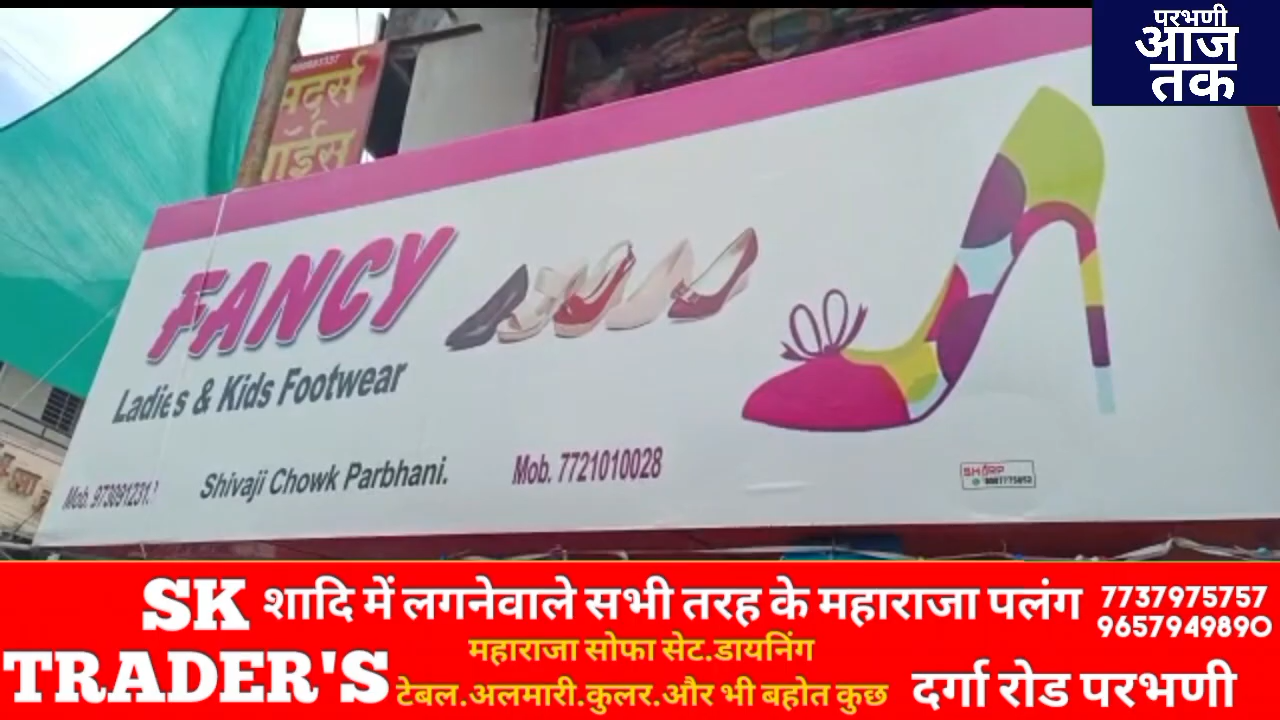 परभणी
आज
तक
FANCY
Ladies & Kids Footwear
Shivaji Chowk Parbhani.
Mob. 7721010028
SK
TRADER'S
शादि में लगनेवाले सभी तरह के महाराजा पलंग
महाराजा सोफा सेट.डायनिंग
टेबल.अलमारी.कुलर.और भी बहोत कुछ
7737975757
9657949890
दर्गा रोड परभणी